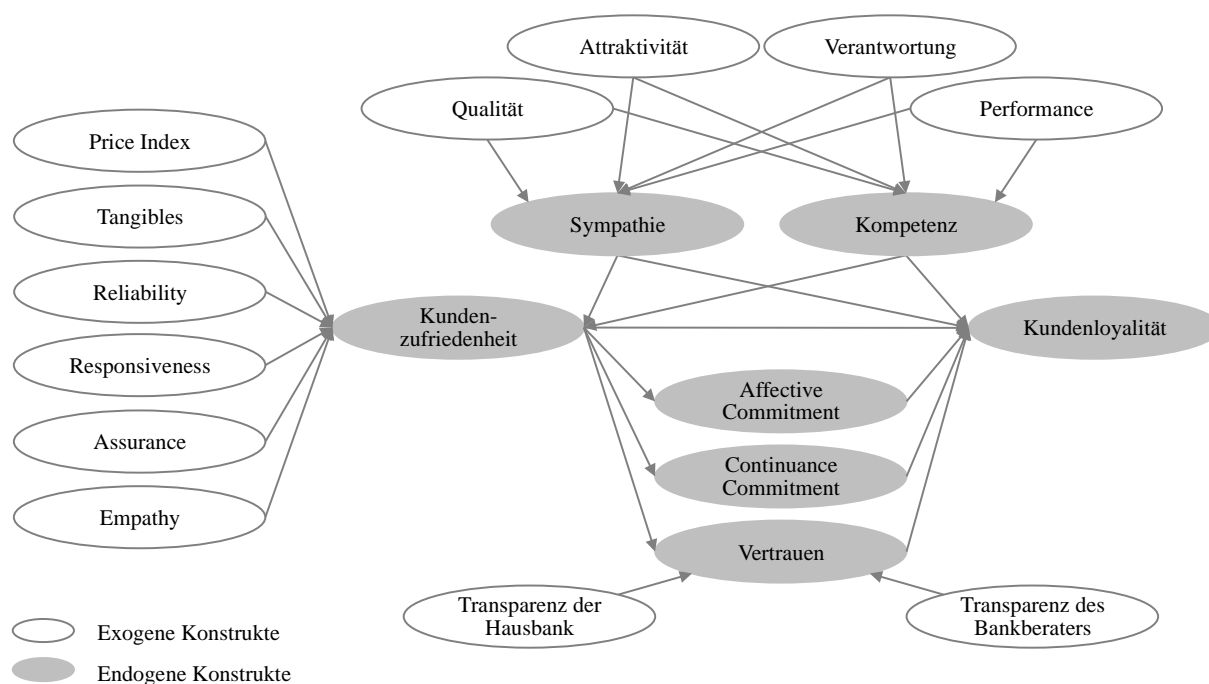 Attraktivität
Verantwortung
Qualität
Performance
Price Index
Tangibles
Sympathie
Kompetenz
Reliability
Kunden-
zufriedenheit
Kundenloyalität
Responsiveness
Affective
Commitment
Assurance
Continuance
Commitment
Empathy
Vertrauen
Transparenz der
Hausbank
Transparenz des
Bankberaters
Exogene Konstrukte
Endogene Konstrukte